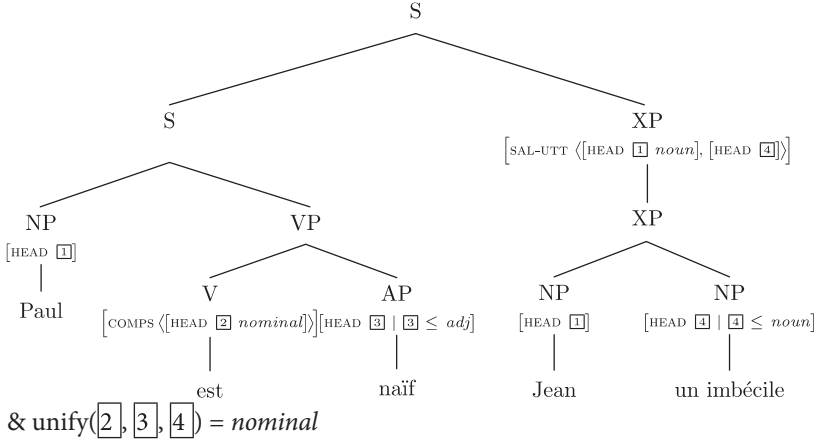 S
S XP
[SAL-UTT ⟨[HEAD 1 noun], [HEAD 4]⟩]
NP VP XP
[HEAD 1]
Paul
V AP NP NP
[COMPS ⟨[HEAD 2 nominal]⟩] [HEAD 3 | 3 ≤ adj] [HEAD 1] [HEAD 4 | 4 ≤ noun]
est naïf Jean un imbécile
& unify(2, 3, 4) = nominal